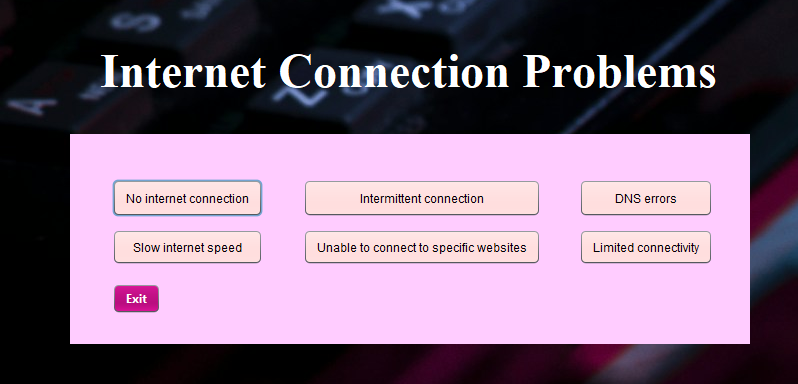 Internet Connection Problems
No internet connection
Intermittent connection
DNS errors
Slow internet speed
Unable to connect to specific websites
Limited connectivity
Exit